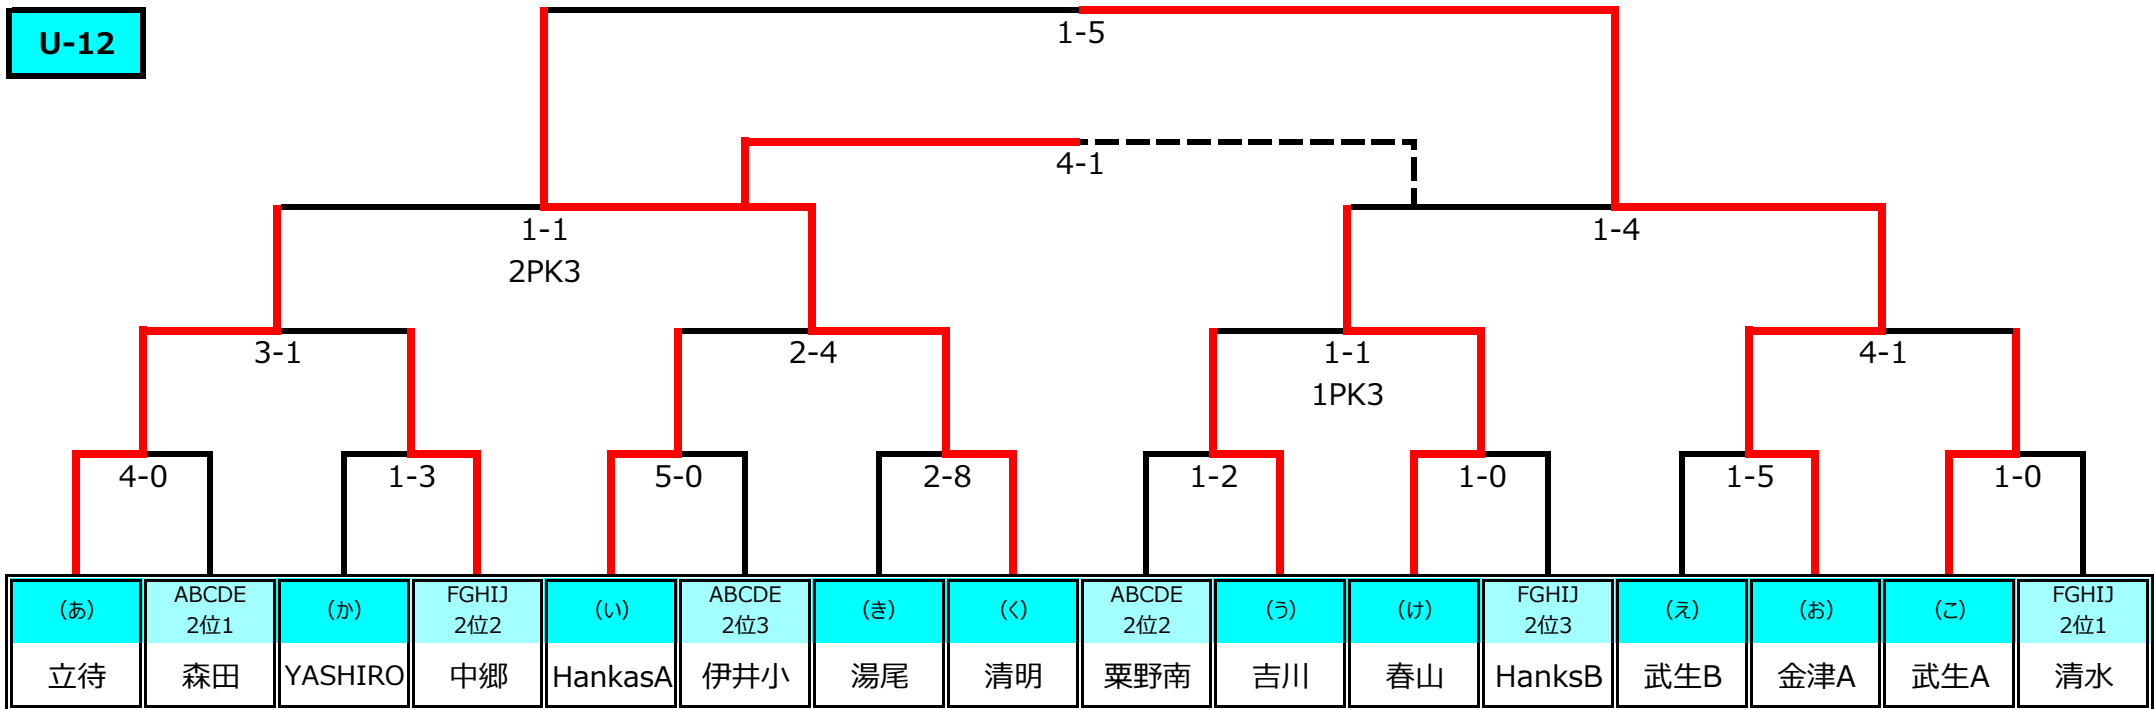 U-12
1-5
4-1
1-1
2PK3
1-4
3-1
2-4
1-1
1PK3
4-1
4-0
1-3
5-0
2-8
1-2
1-0
1-5
1-0
(あ)
ABCDE
2位1
(か)
FGHIJ
2位2
(い)
ABCDE
2位3
(き)
(く)
ABCDE
2位2
(う)
(け)
FGHIJ
2位3
(え)
(お)
(こ)
FGHIJ
2位1
立待
森田
YASHIRO
中郷
HankasA
伊井小
湯尾
清明
粟野南
吉川
春山
HanksB
武生B
金津A
武生A
清水